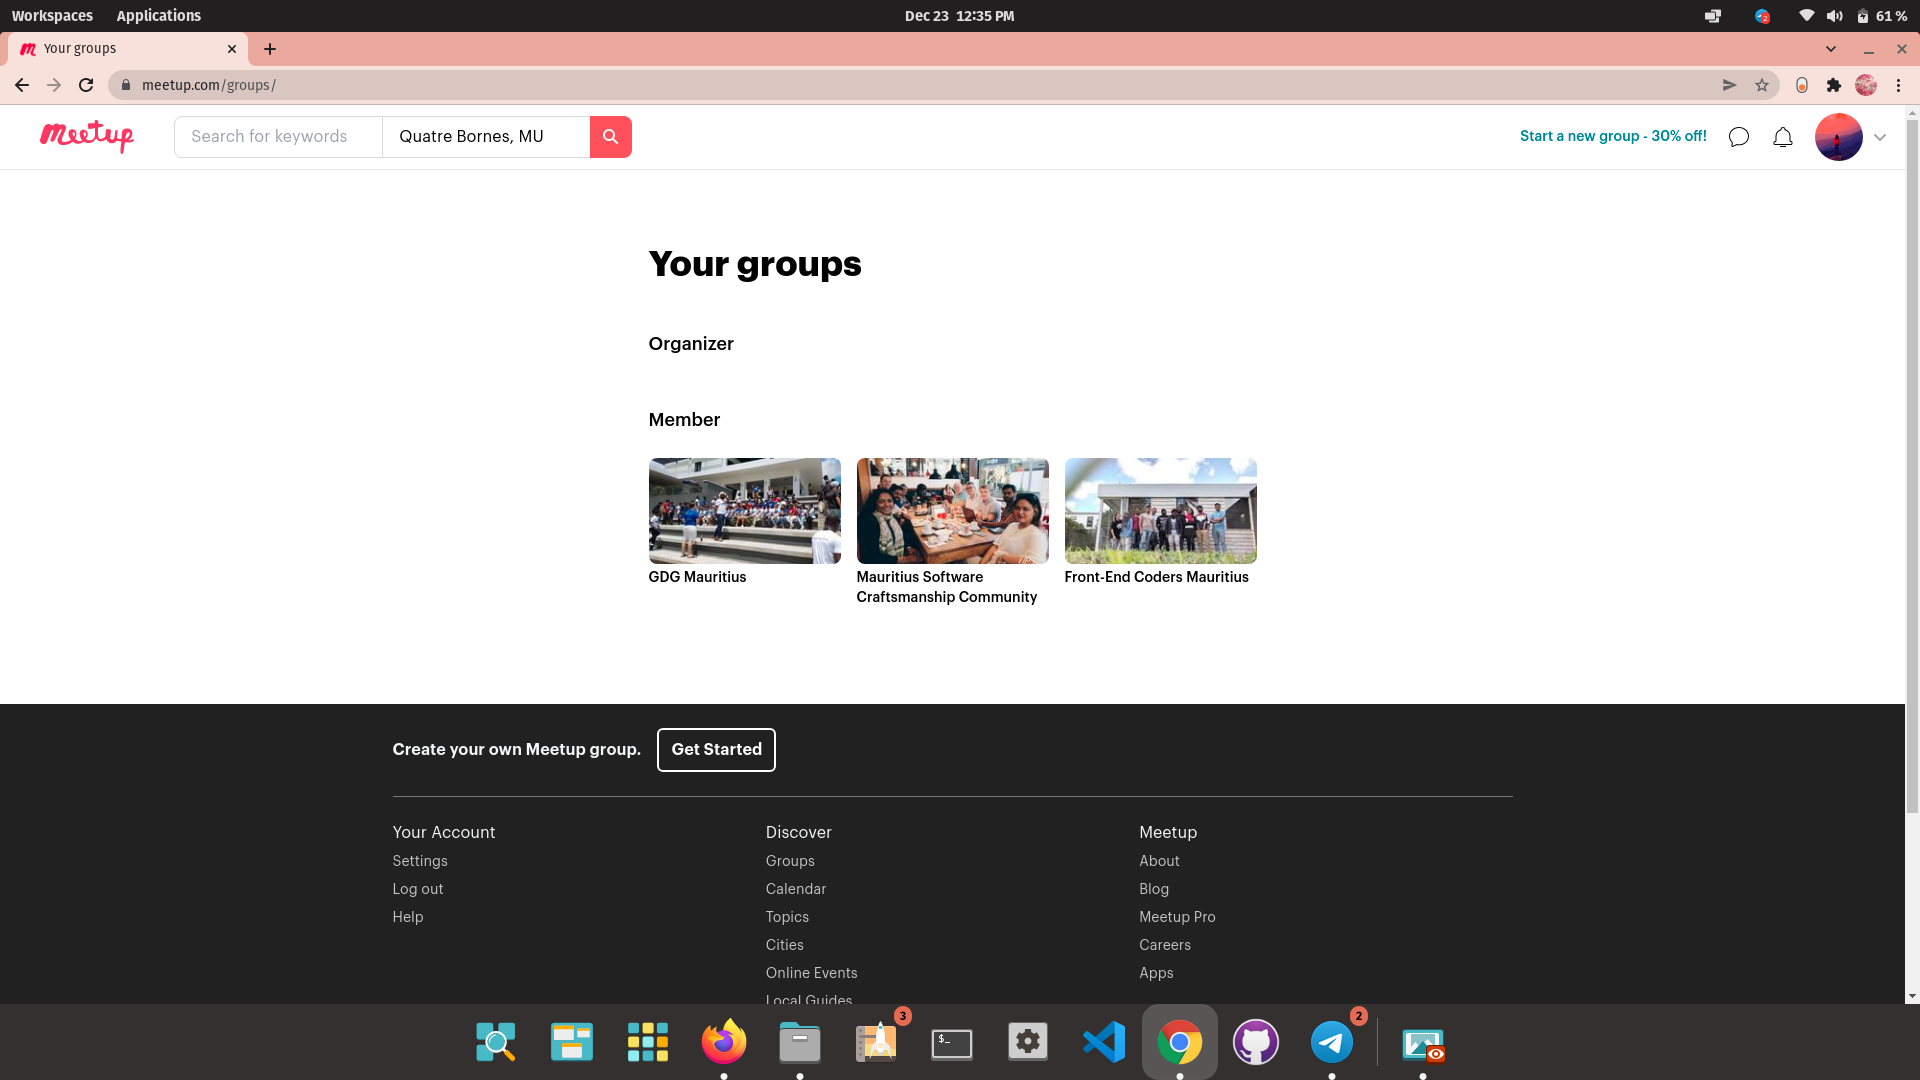 Workspaces Applications Dec 23 12:35 PM 61 %
Your groups
meetup.com/groups/
meetup Search for keywords Quatre Bornes, MU Start a new group - 30% off!
Your groups
Organizer
Member
GDG Mauritius
Mauritius Software
Craftsmanship Community
Front-End Coders Mauritius
Create your own Meetup group. Get Started
Your Account
Settings
Log out
Help
Discover
Groups
Calendar
Topics
Cities
Online Events
Local Guides
Meetup
About
Blog
Meetup Pro
Careers
Apps
3
$_
2